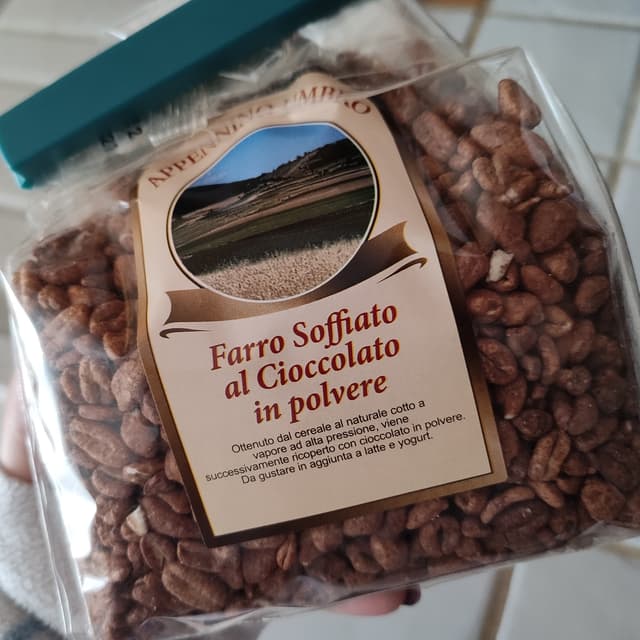 APPENNINO UMBRO
Farro Soffiato
al Cioccolato
in polvere
Ottenuto dal cereale al naturale cotto a
vapore ad alta pressione, viene
successivamente ricoperto con cioccolato in polvere.
Da gustare in aggiunta a latte e yogurt.